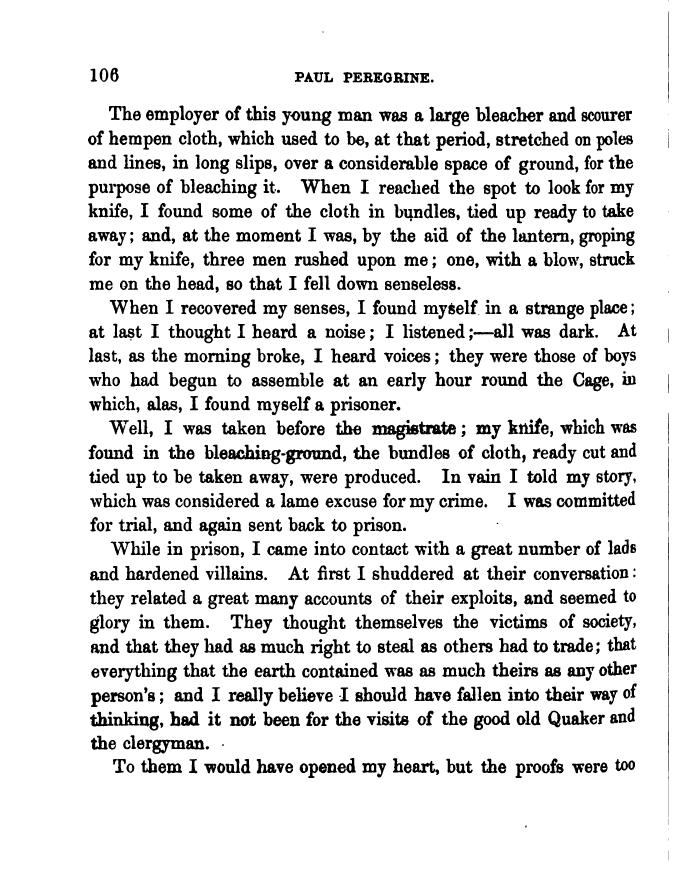 106
PAUL PEREGRINE.
The employer of this young man was a large bleacher and scourer
of hempen cloth, which used to be, at that period, stretched on poles
and lines, in long slips, over a considerable space of ground, for the
purpose of bleaching it. When I reached the spot to look for my
knife, I found some of the cloth in bundles, tied up ready to take
away; and, at the moment I was, by the aid of the lantern, groping
for my knife, three men rushed upon me; one, with a blow, struck
me on the head, so that I fell down senseless.
When I recovered my senses, I found myself in a strange place;
at last I thought I heard a noise; I listened;—all was dark. At
last, as the morning broke, I heard voices; they were those of boys
who had begun to assemble at an early hour round the Cage, in
which, alas, I found myself a prisoner.
Well, I was taken before the magistrate; my knife, which was
found in the bleaching-ground, the bundles of cloth, ready cut and
tied up to be taken away, were produced. In vain I told my story,
which was considered a lame excuse for my crime. I was committed
for trial, and again sent back to prison.
While in prison, I came into contact with a great number of lads
and hardened villains. At first I shuddered at their conversation:
they related a great many accounts of their exploits, and seemed to
glory in them. They thought themselves the victims of society,
and that they had as much right to steal as others had to trade; that
everything that the earth contained was as much theirs as any other
person's; and I really believe I should have fallen into their way of
thinking, had it not been for the visits of the good old Quaker and
the clergyman.
To them I would have opened my heart, but the proofs were too